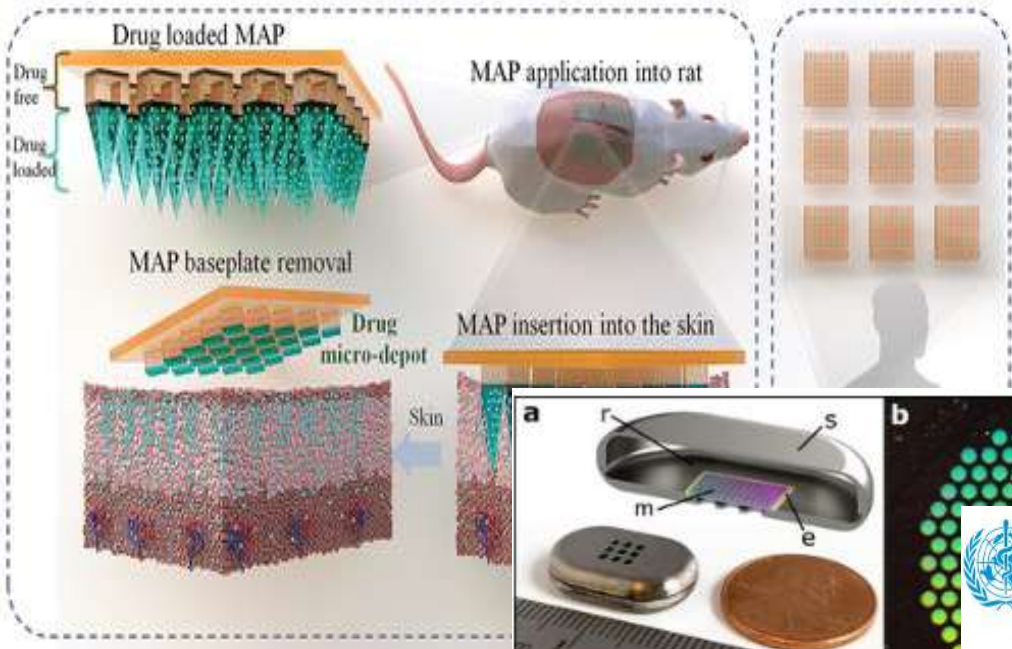 Drug loaded MAP
Drug
free
Drug
loaded
MAP application into rat
MAP baseplate removal
Drug
micro-depot
MAP insertion into the skin
Skin
a
r
s
m
e
b